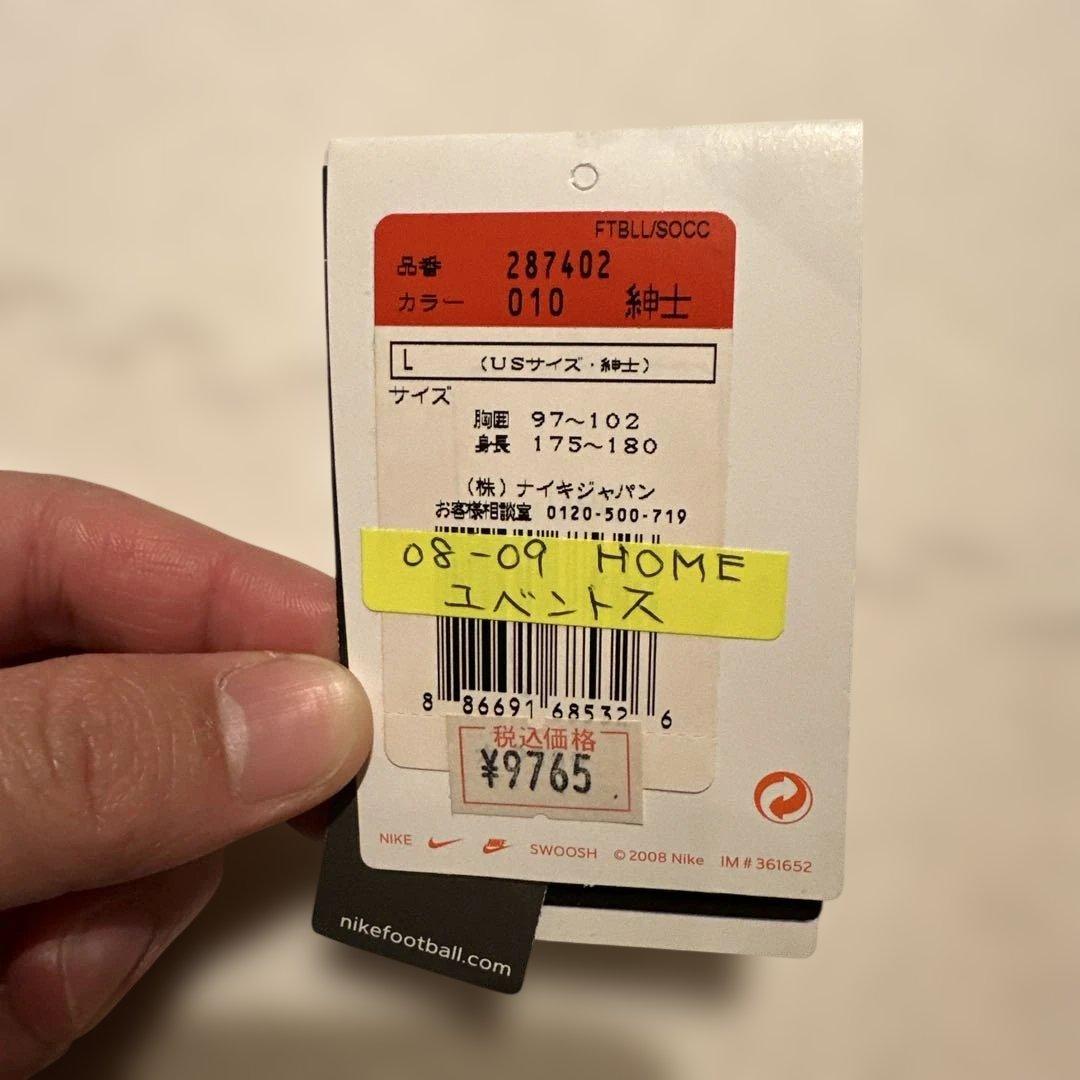 FTBLL/SOCC
品番 287402
カラー 010 紳士
L (USサイズ・紳士)
サイズ
胸囲 97~102
身長 175~180
(株)ナイキジャパン
お客様相談室 0120-500-719
08-09 HOME
ユベントス
8 86691 68532 6
税込価格
¥9765
NIKE NIKE SWOOSH © 2008 Nike IM # 361652
nikefootball.com